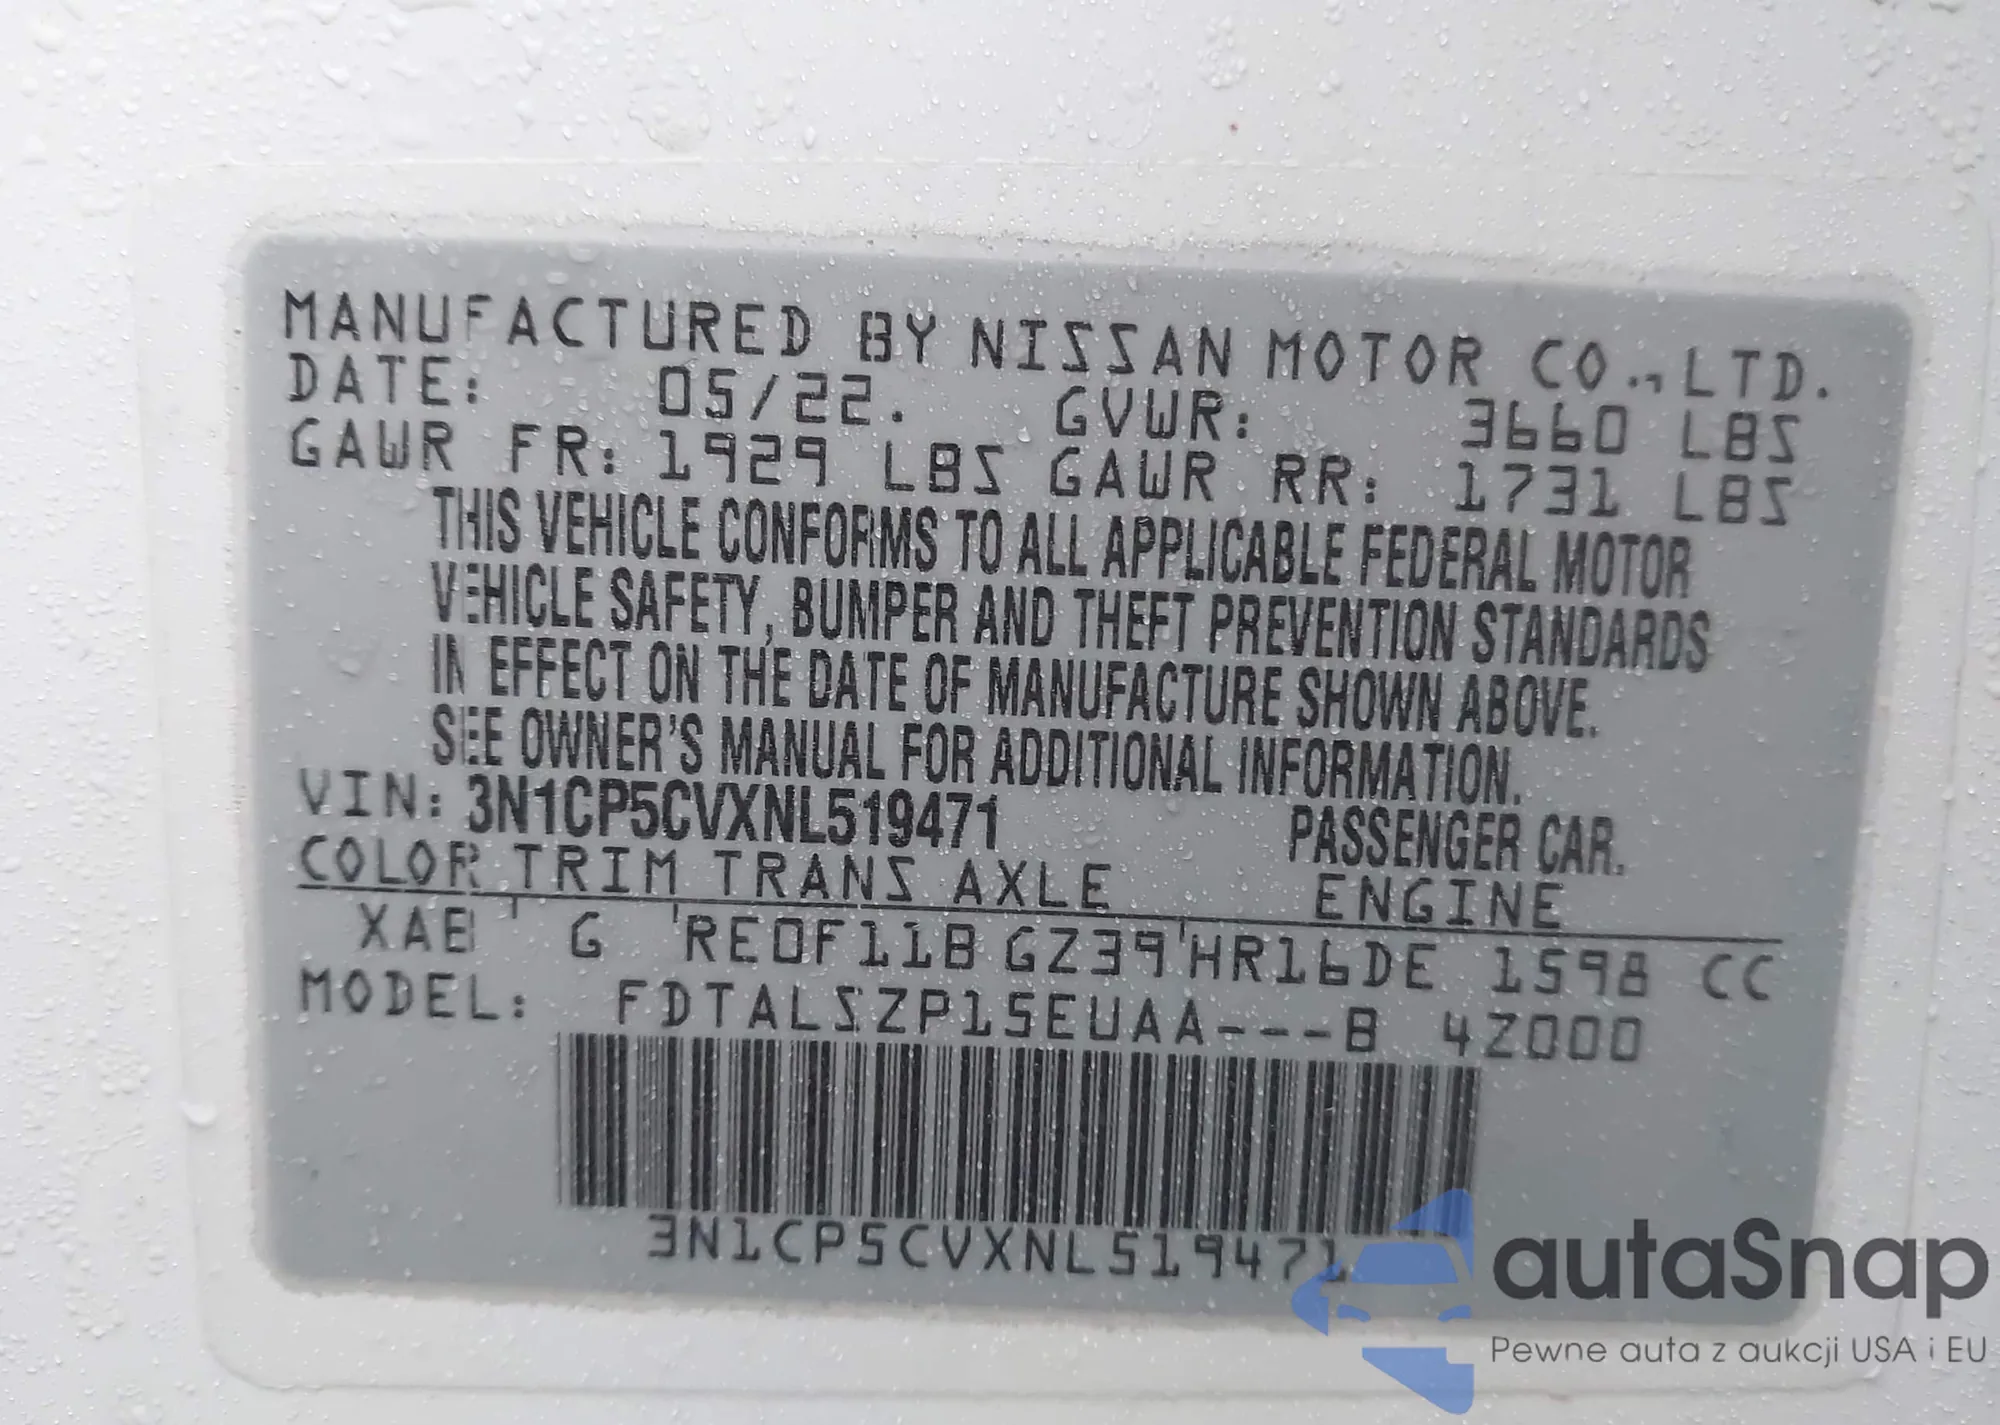 MANUFACTURED BY NISSAN MOTOR CO., LTD.
DATE: 05/22. GVWR: 3660 LBS
GAWR FR: 1929 LBS GAWR RR: 1731 LBS
THIS VEHICLE CONFORMS TO ALL APPLICABLE FEDERAL MOTOR
VEHICLE SAFETY, BUMPER AND THEFT PREVENTION STANDARDS
IN EFFECT ON THE DATE OF MANUFACTURE SHOWN ABOVE.
SEE OWNER'S MANUAL FOR ADDITIONAL INFORMATION.
VIN: 3N1CP5CVXNL519471 PASSENGER CAR.
COLOR TRIM TRANS AXLE ENGINE
XAB G RE0F11B GZ39 HR16DE 1598 CC
MODEL: FDTALSZP15EUAA---B 4Z000
3N1CP5CVXNL519471
autaSnap
Pewne auta z aukcji USA i EU